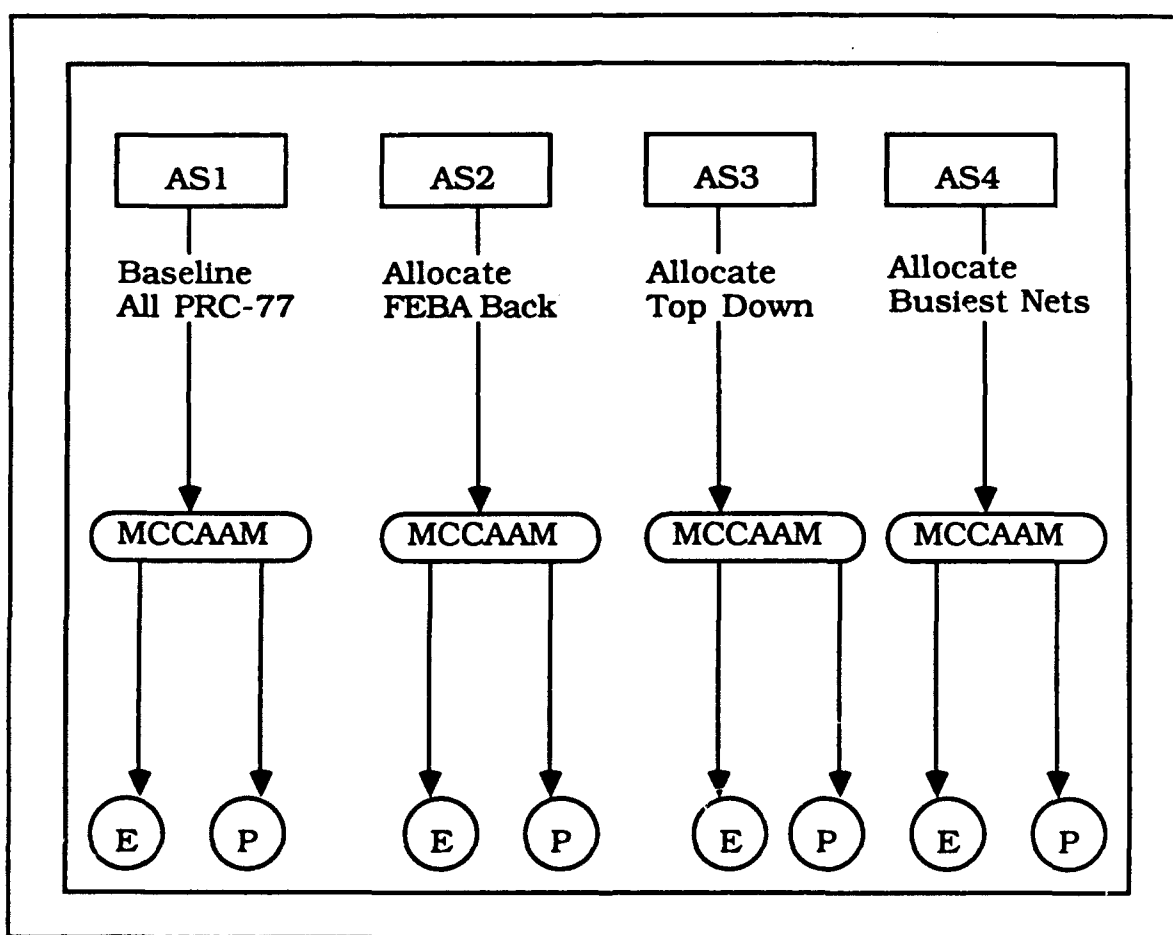 AS1
AS2
AS3
AS4
Baseline
All PRC-77
Allocate
FEBA Back
Allocate
Top Down
Allocate
Busiest Nets
MCCAAM
MCCAAM
MCCAAM
MCCAAM
E
P
E
P
E
P
E
P